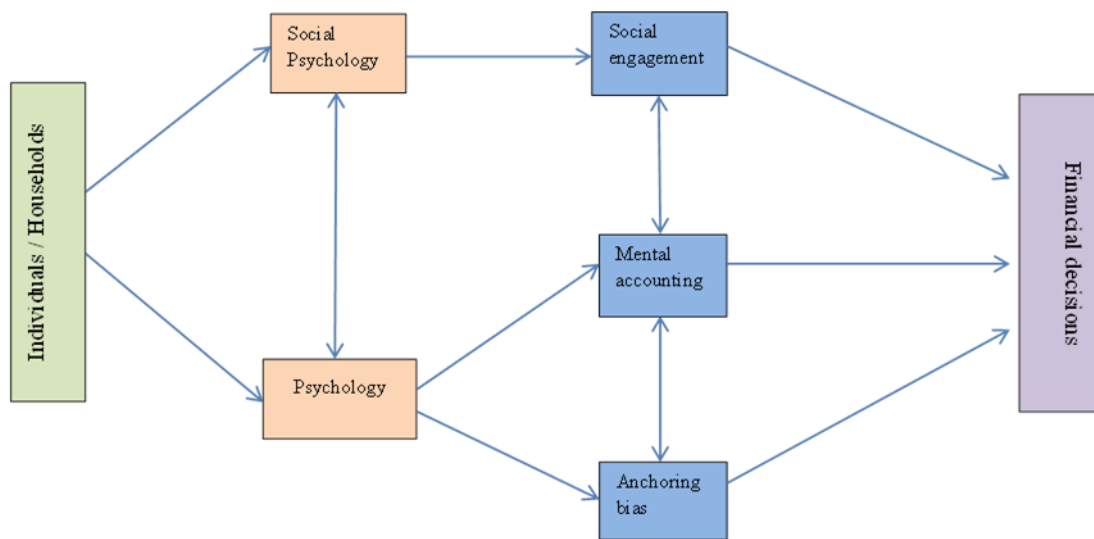 Individuals / Households
Social
Psychology
Psychology
Social
engagement
Mental
accounting
Anchoring
bias
Financial decisions